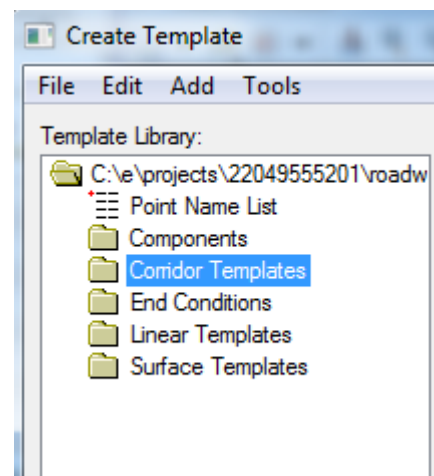 Create Template
File Edit Add Tools
Template Library:
C:\e\projects\22049555201\roadw
Point Name List
Components
Corridor Templates
End Conditions
Linear Templates
Surface Templates